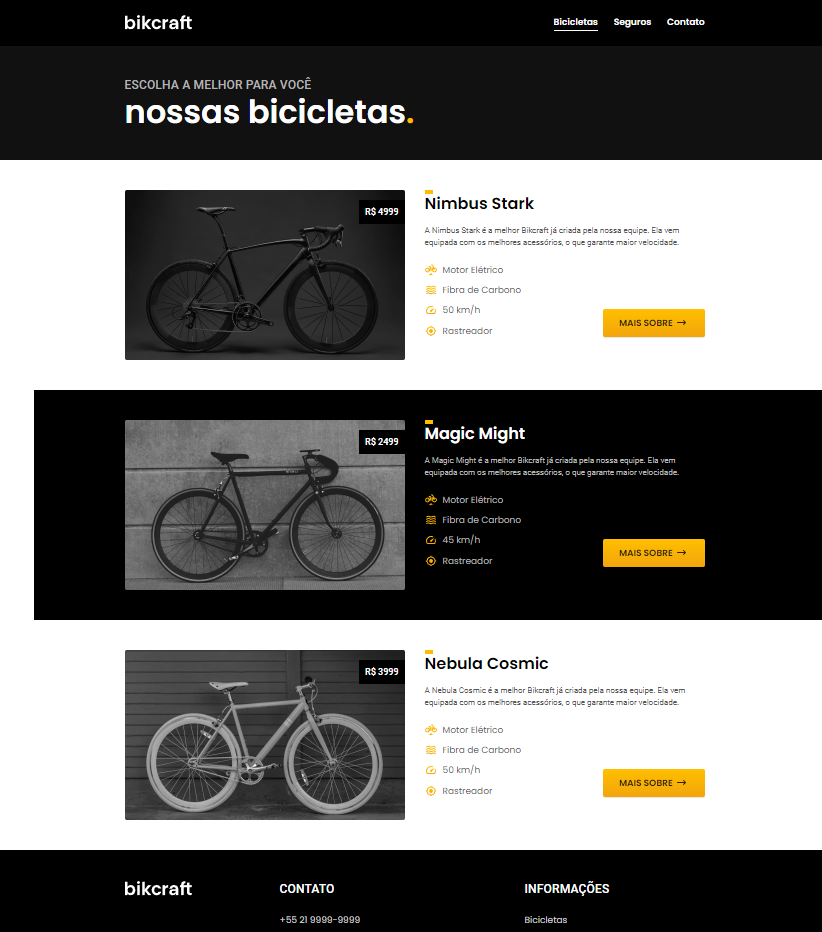 bikcraft
Bicicletas Seguros Contato
ESCOLHA A MELHOR PARA VOCÊ
nossas bicicletas.
R$ 4999
Nimbus Stark
A Nimbus Stark é a melhor Bikcraft já criada pela nossa equipe. Ela vem
equipada com os melhores acessórios, o que garante maior velocidade.
Motor Elétrico
Fibra de Carbono
50 km/h
Rastreador
MAIS SOBRE →
R$ 2499
Magic Might
A Magic Might é a melhor Bikcraft já criada pela nossa equipe. Ela vem
equipada com os melhores acessórios, o que garante maior velocidade.
Motor Elétrico
Fibra de Carbono
45 km/h
Rastreador
MAIS SOBRE →
R$ 3999
Nebula Cosmic
A Nebula Cosmic é a melhor Bikcraft já criada pela nossa equipe. Ela vem
equipada com os melhores acessórios, o que garante maior velocidade.
Motor Elétrico
Fibra de Carbono
50 km/h
Rastreador
MAIS SOBRE →
bikcraft
CONTATO
+55 21 9999-9999
INFORMAÇÕES
Bicicletas